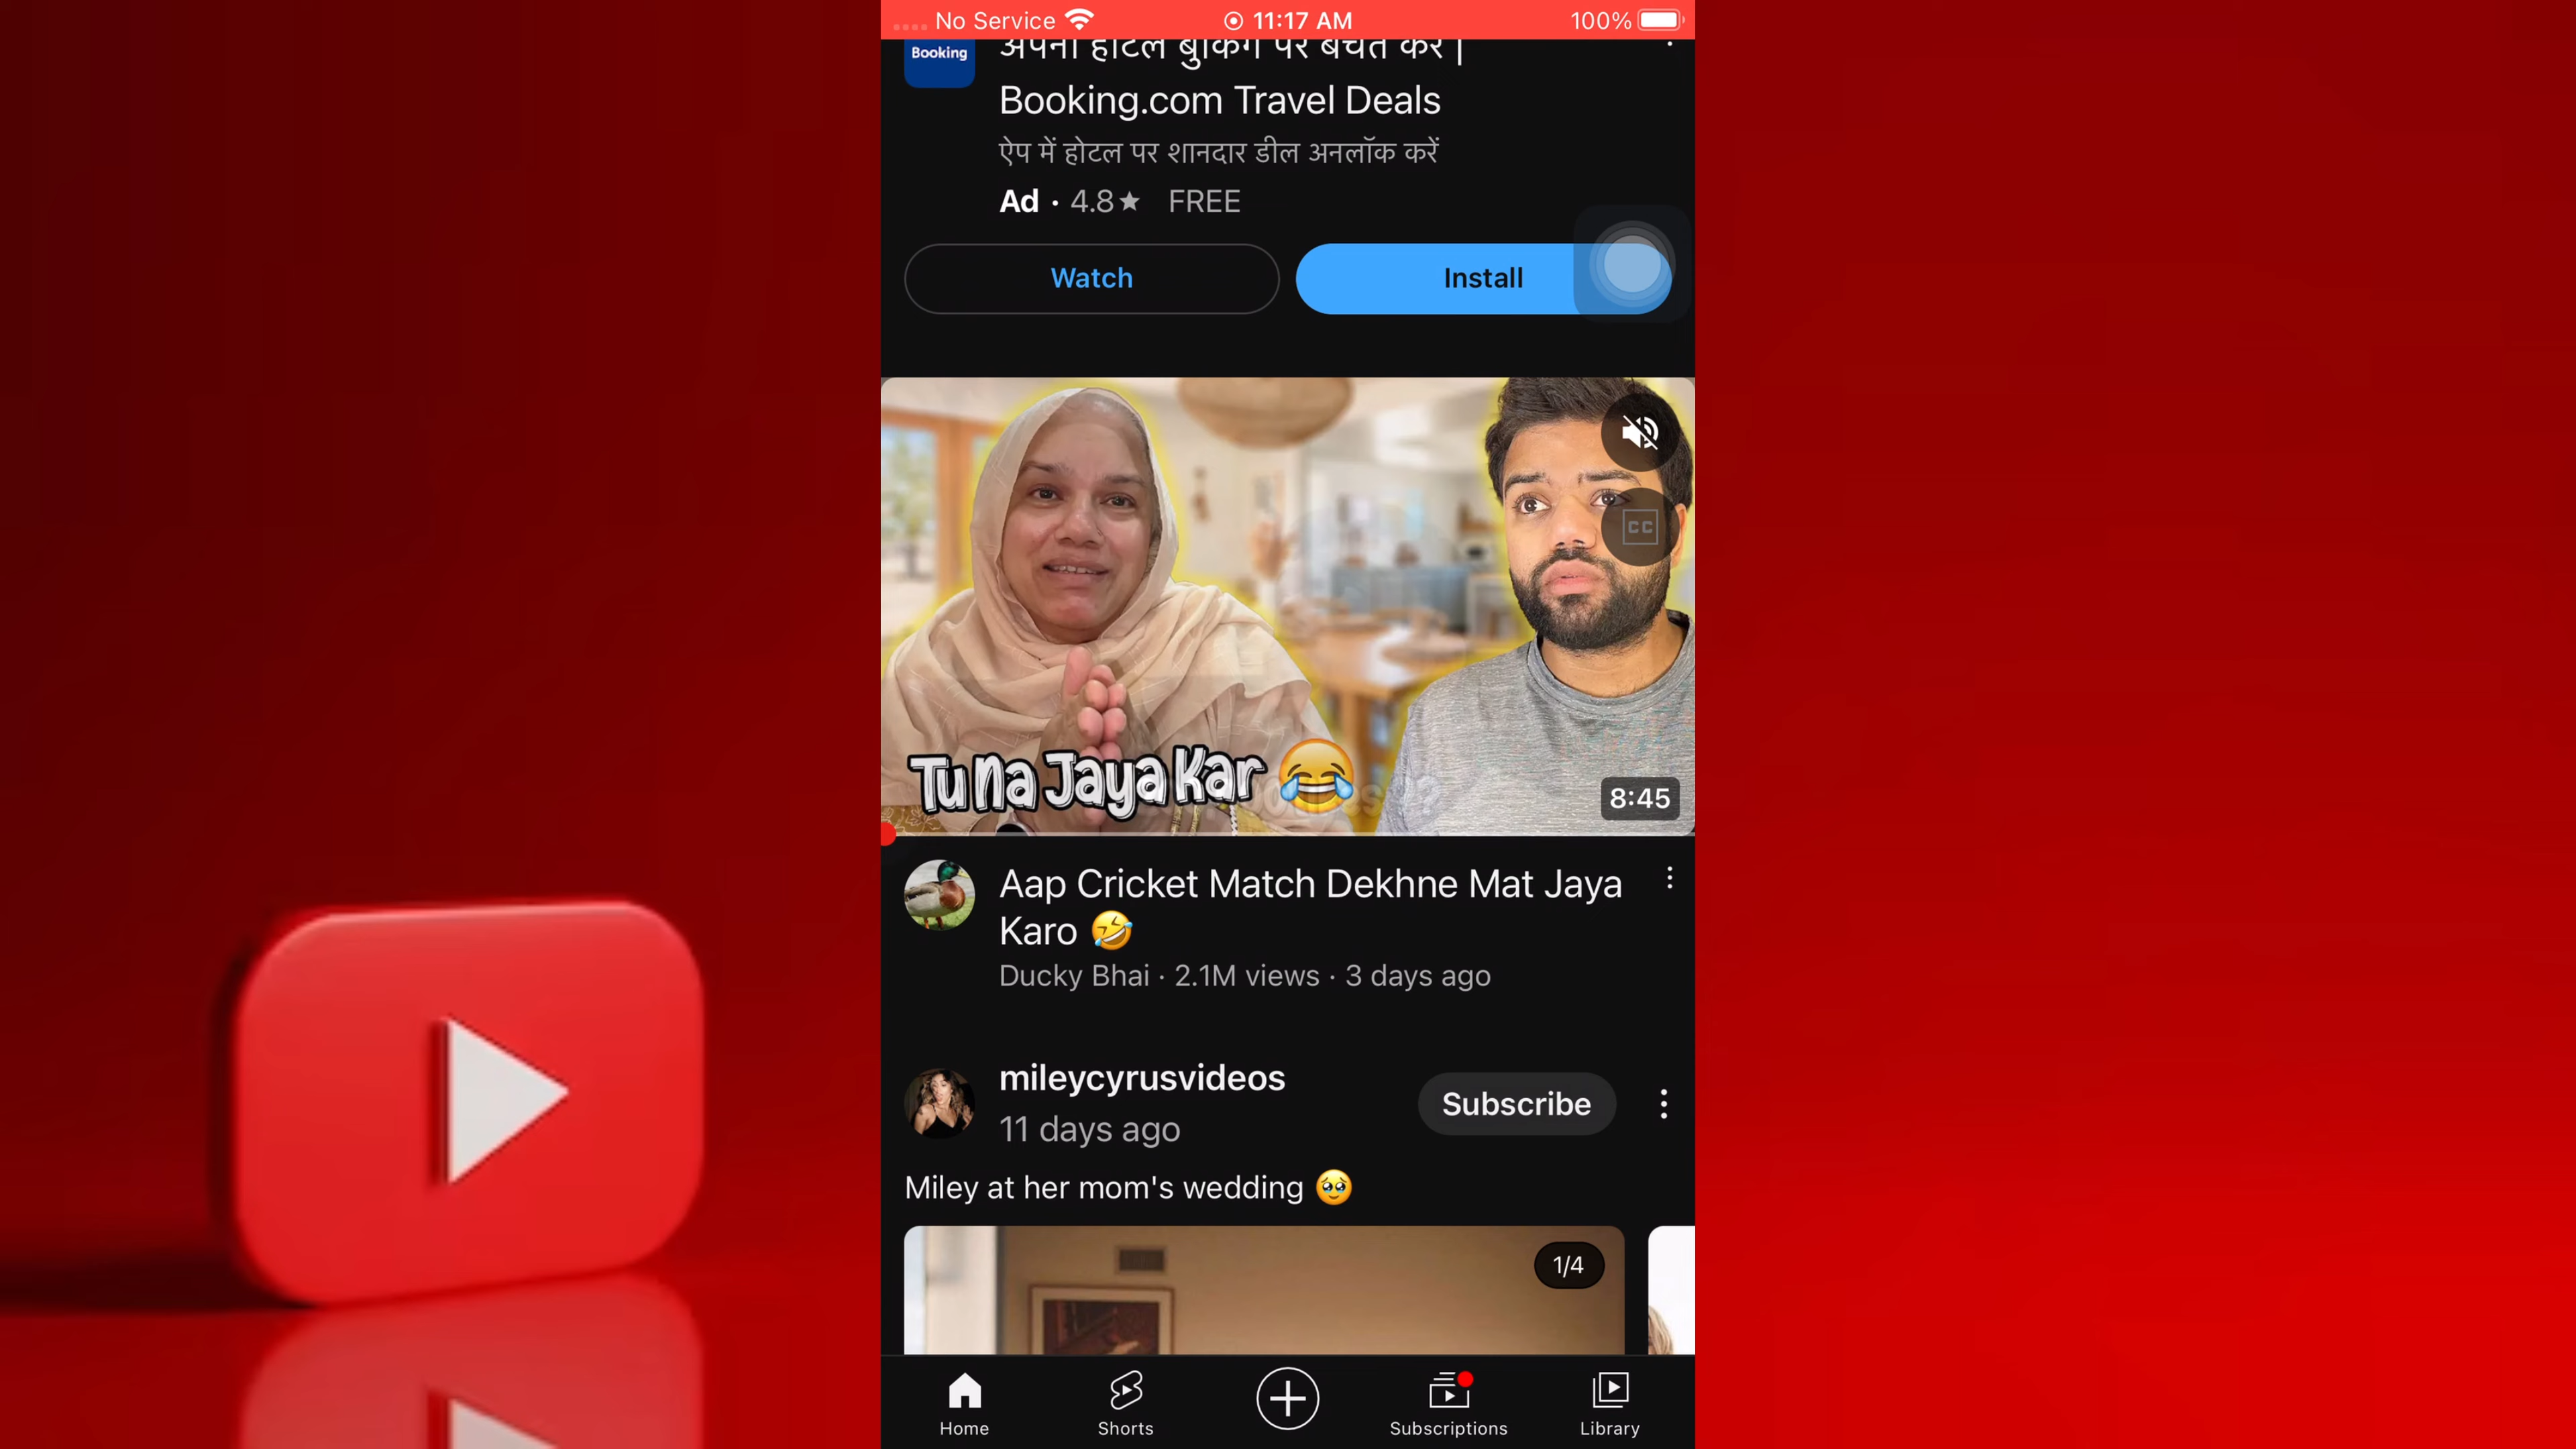 No Service
11:17 AM
100%
Booking
अपनी होटल बुकिंग पर बचत करें |
Booking.com Travel Deals
ऐप में होटल पर शानदार डील अनलॉक करें
Ad · 4.8★ FREE
Watch
Install
CC
Tu Na Jaya Kar 😂
8:45
Aap Cricket Match Dekhne Mat Jaya
Karo 🤣
Ducky Bhai · 2.1M views · 3 days ago
mileycyrusvideos
11 days ago
Subscribe
Miley at her mom's wedding 🥹
1/4
Home
Shorts
Subscriptions
Library